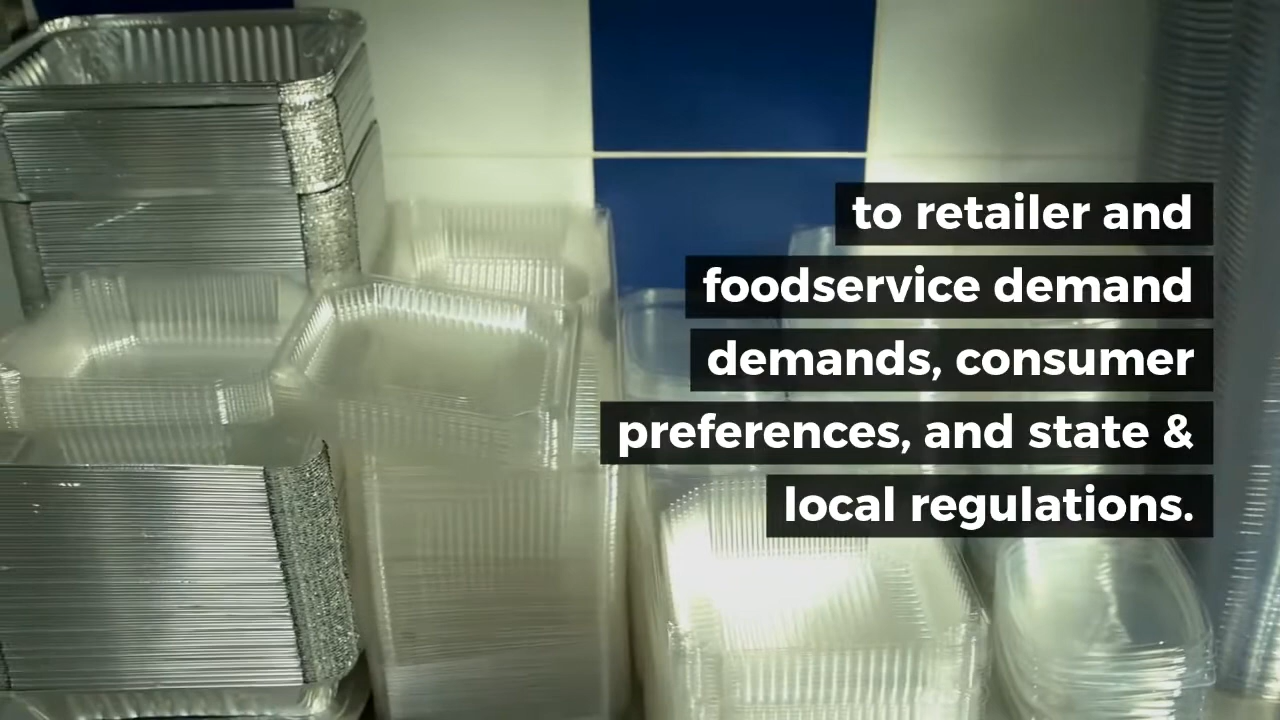 to retailer and
foodservice demand
demands, consumer
preferences, and state &
local regulations.